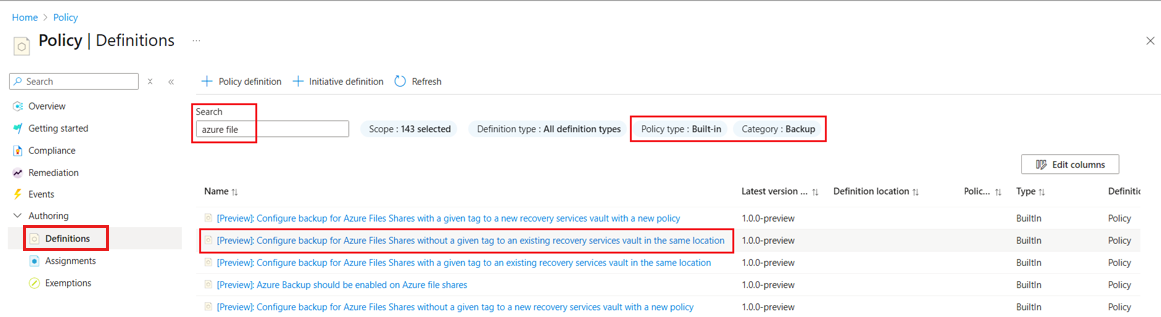 Home > Policy
Policy | Definitions ...
Search
Policy definition Initiative definition Refresh
Overview
Getting started
Compliance
Remediation
Events
Authoring
Definitions
Assignments
Exemptions
Search
azure file
Scope : 143 selected
Definition type : All definition types
Policy type : Built-in
Category : Backup
Edit columns
Name Latest version ... Definition location Polic... Type Definitic
[Preview]: Configure backup for Azure Files Shares with a given tag to a new recovery services vault with a new policy 1.0.0-preview BuiltIn Policy
[Preview]: Configure backup for Azure Files Shares without a given tag to an existing recovery services vault in the same location 1.0.0-preview BuiltIn Policy
[Preview]: Configure backup for Azure Files Shares with a given tag to an existing recovery services vault in the same location 1.0.0-preview BuiltIn Policy
[Preview]: Azure Backup should be enabled on Azure file shares 1.0.0-preview BuiltIn Policy
[Preview]: Configure backup for Azure Files Shares without a given tag to a new recovery services vault with a new policy 1.0.0-preview BuiltIn Policy